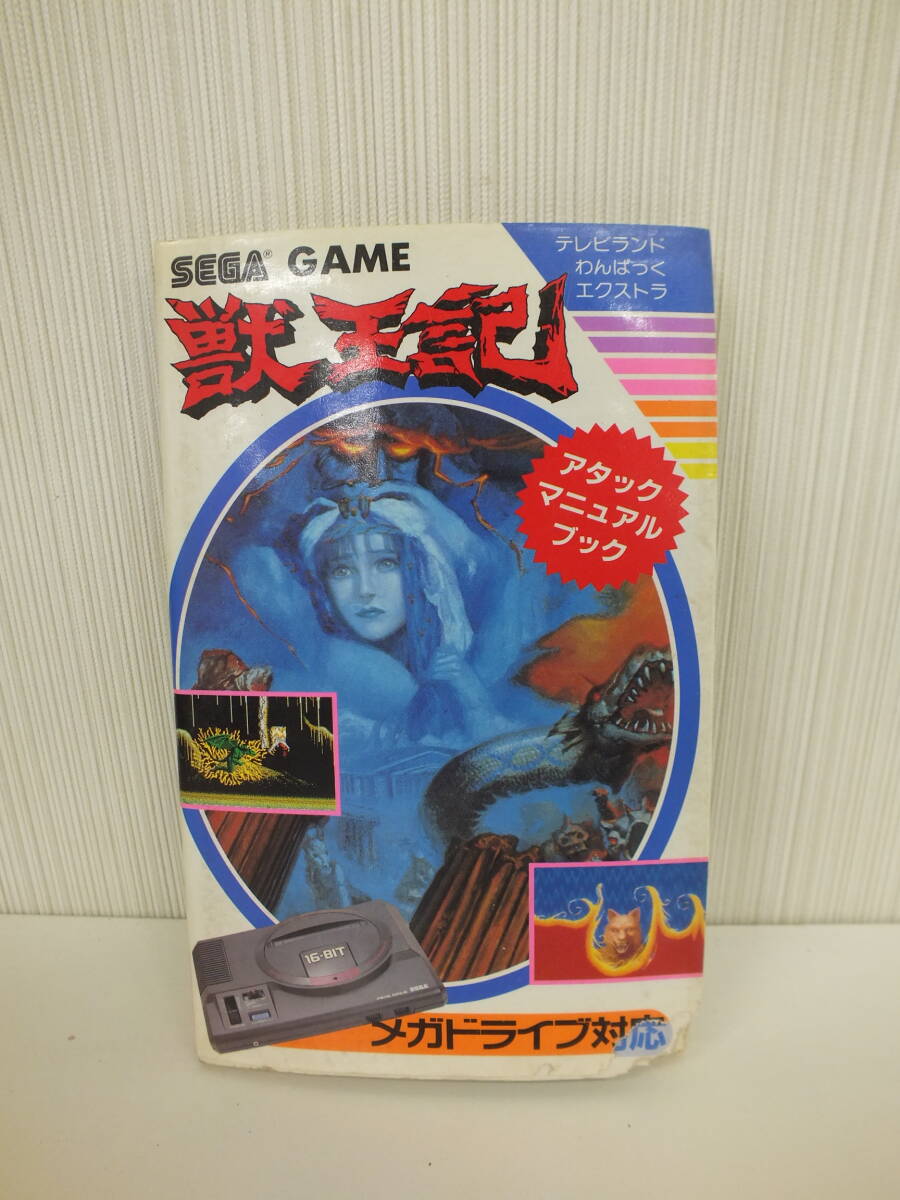 SEGA® GAME
獣王記
テレビランド
わんぱっく
エクストラ
アタック
マニュアル
ブック
16-BIT
SEGA
メガドライブ対応